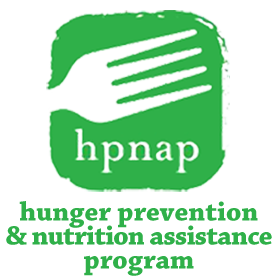 hpnap
hunger prevention
& nutrition assistance
program